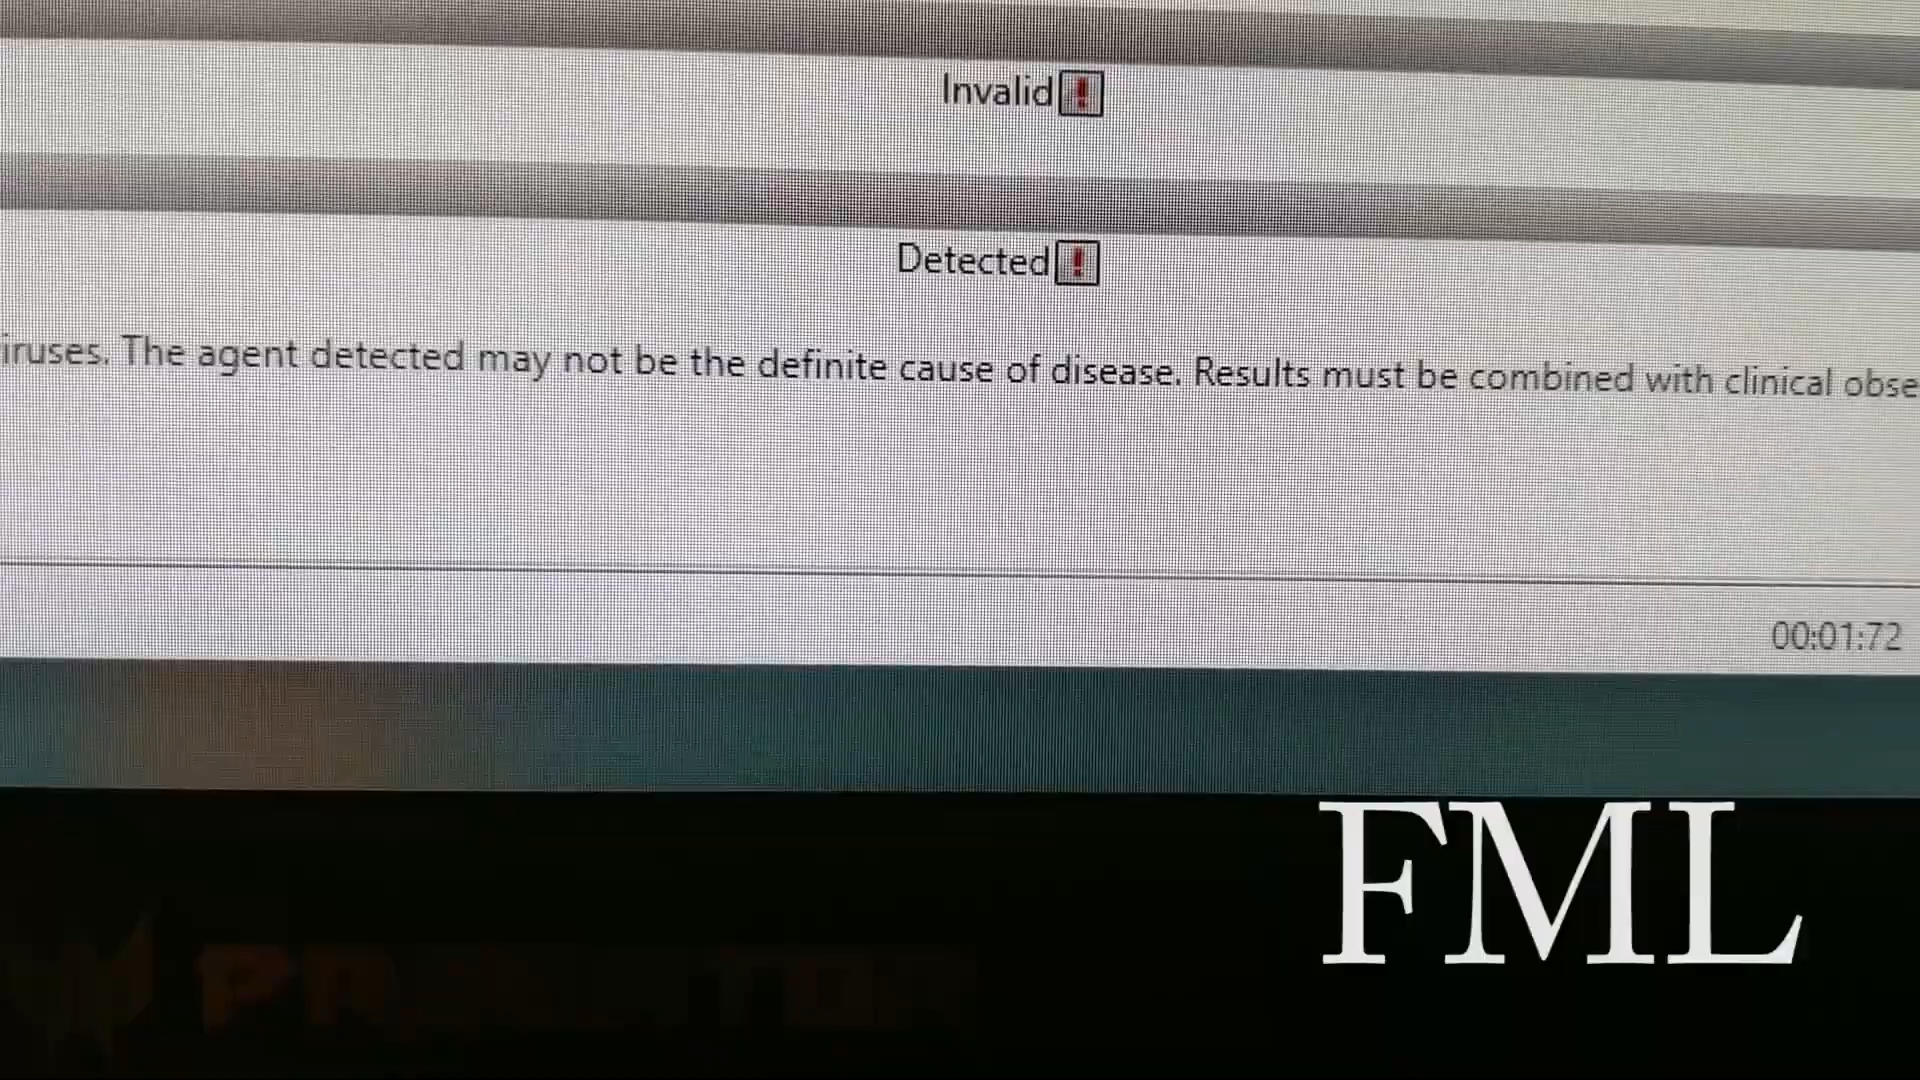 Invalid !
Detected !
iruses. The agent detected may not be the definite cause of disease. Results must be combined with clinical obse
00:01:72
FML
PREDATOR